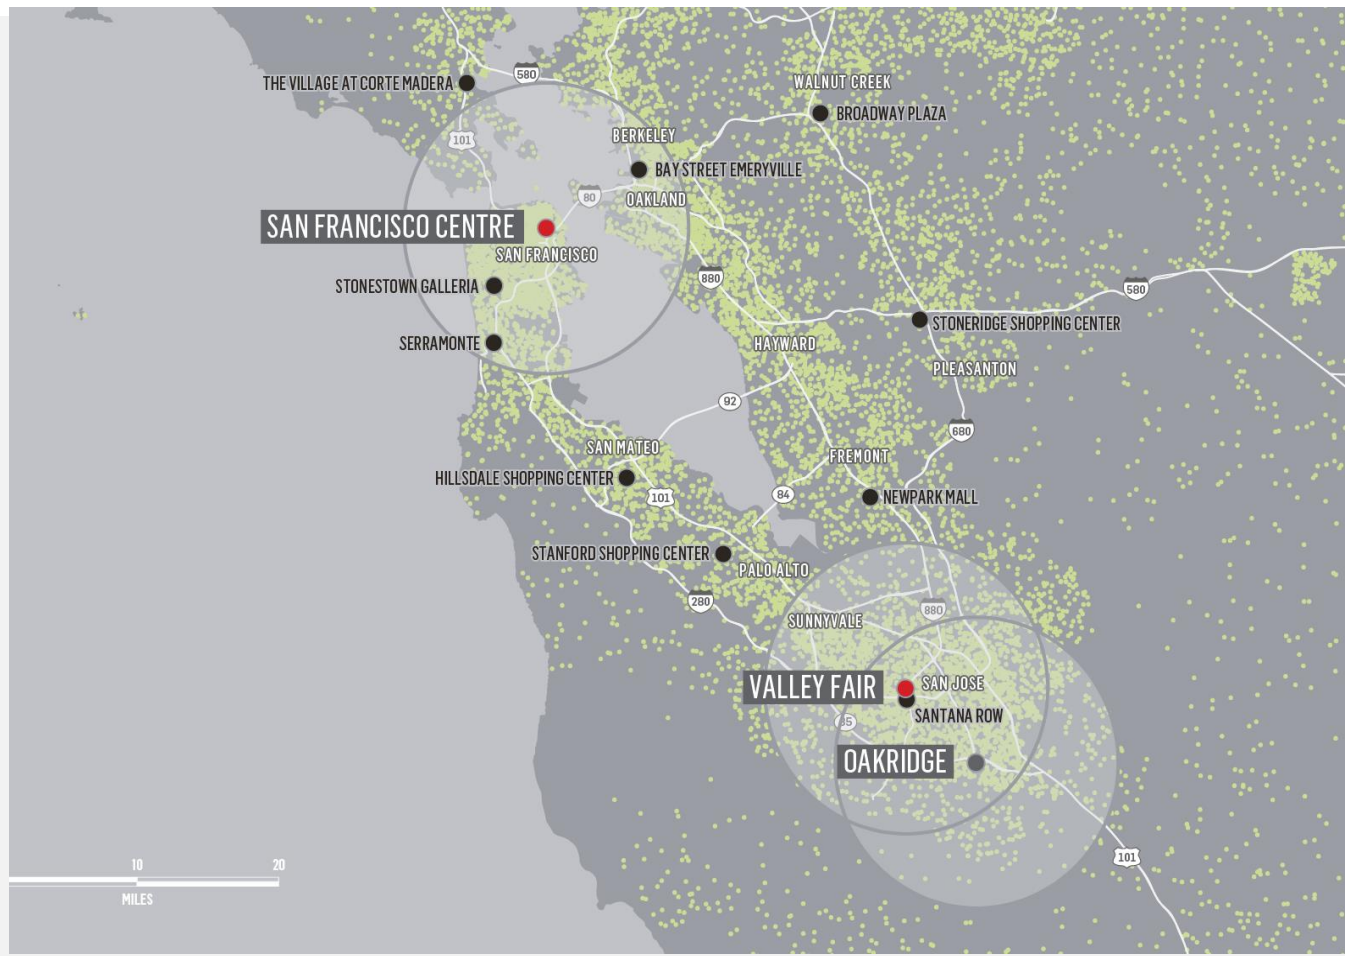 580
THE VILLAGE AT CORTE MADERA
WALNUT CREEK
BROADWAY PLAZA
101
BERKELEY
BAY STREET EMERYVILLE
80
OAKLAND
SAN FRANCISCO CENTRE
SAN FRANCISCO
880
STONESTOWN GALLERIA
580
STONERIDGE SHOPPING CENTER
SERRAMONTE
HAYWARD
PLEASANTON
92
680
SAN MATEO
FREMONT
HILLSDALE SHOPPING CENTER
101
84
NEWPARK MALL
STANFORD SHOPPING CENTER
PALO ALTO
280
880
SUNNYVALE
VALLEY FAIR
SAN JOSE
SANTANA ROW
85
OAKRIDGE
101
10
20
MILES